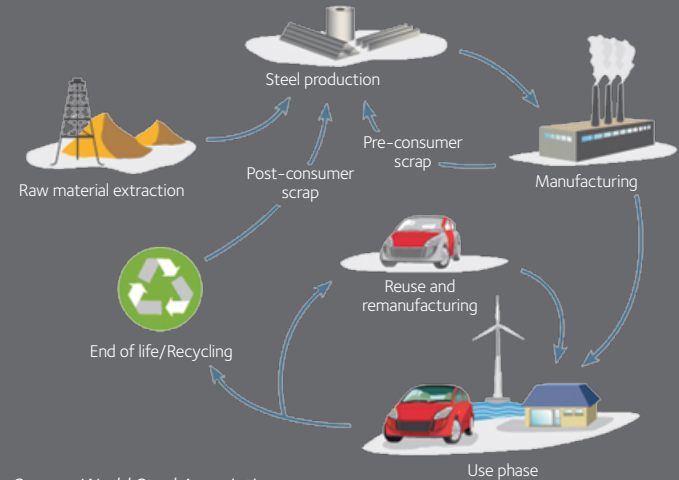 Steel production
Pre-consumer
scrap
Manufacturing
Raw material extraction
Post-consumer
scrap
Reuse and
remanufacturing
End of life/Recycling
Use phase